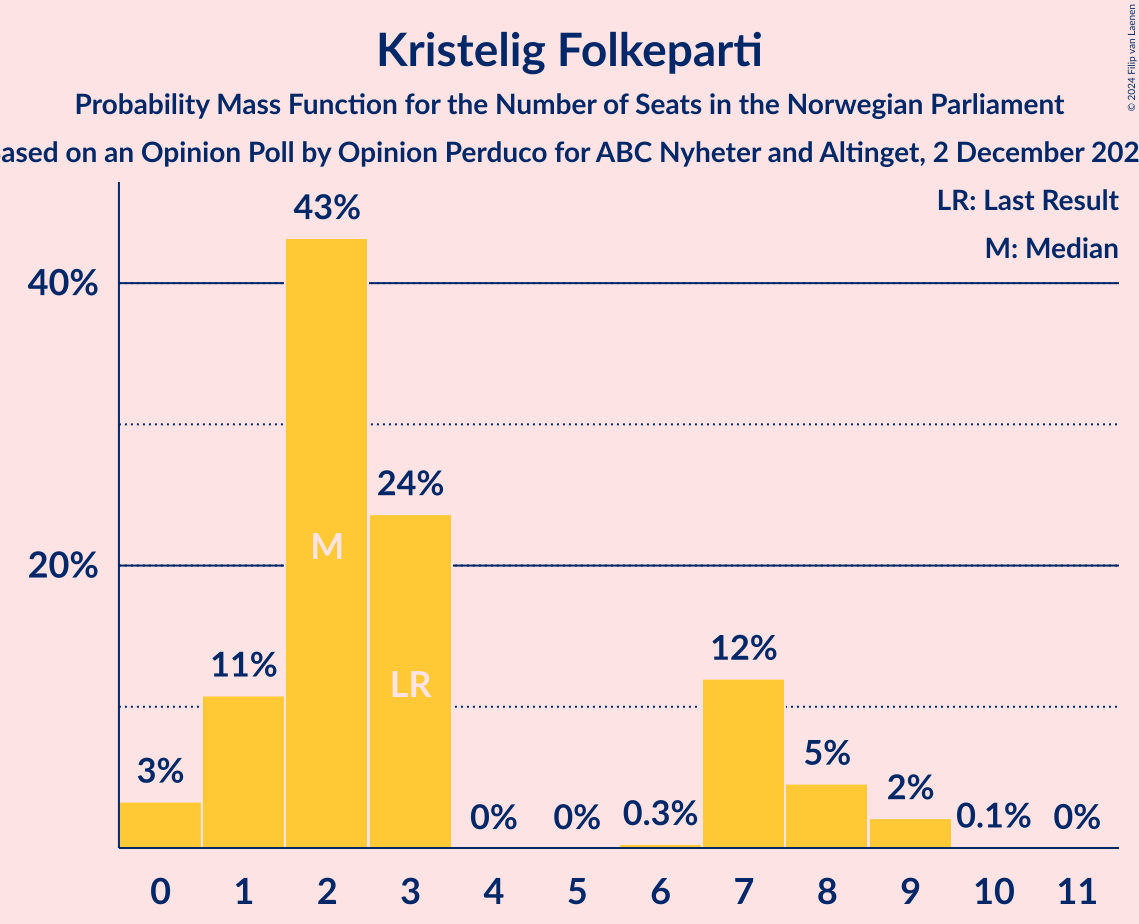 Kristelig Folkeparti
Probability Mass Function for the Number of Seats in the Norwegian Parliament
ased on an Opinion Poll by Opinion Perduco for ABC Nyheter and Altinget, 2 December 202
© 2024 Filip van Laenen
LR: Last Result
M: Median
43%
40%
24%
M
20%
12%
11%
LR
5%
3%
2%
0% 0% 0.3% 0.1% 0%
0 1 2 3 4 5 6 7 8 9 10 11